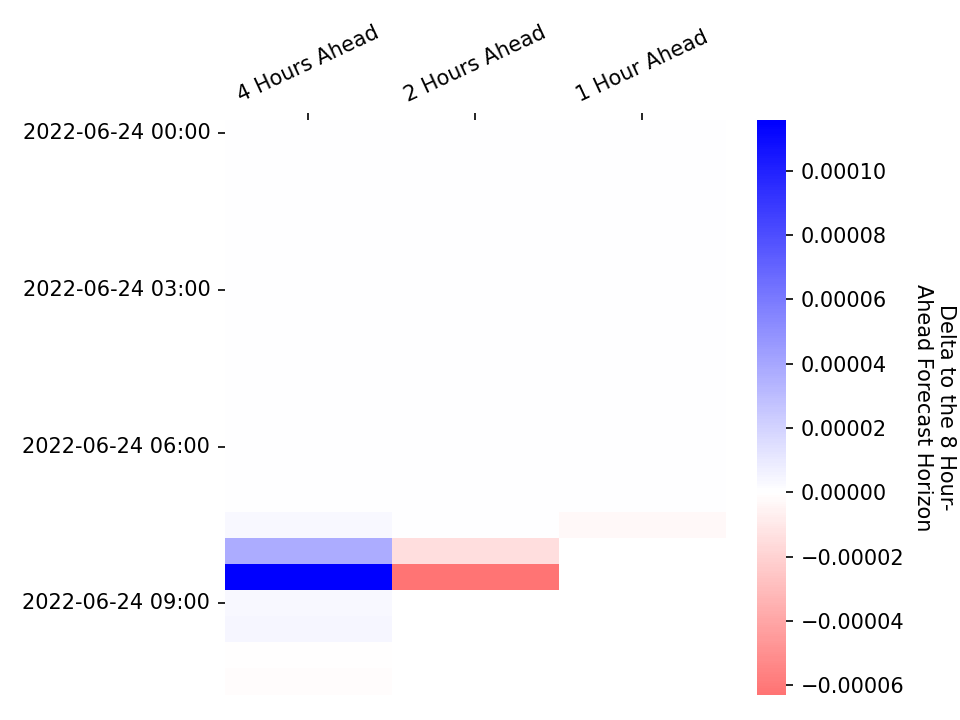 4 Hours Ahead
2 Hours Ahead
1 Hour Ahead
2022-06-24 00:00
2022-06-24 03:00
2022-06-24 06:00
2022-06-24 09:00
0.00010
0.00008
0.00006
0.00004
0.00002
0.00000
−0.00002
−0.00004
−0.00006
Delta to the 8 Hour-
Ahead Forecast Horizon